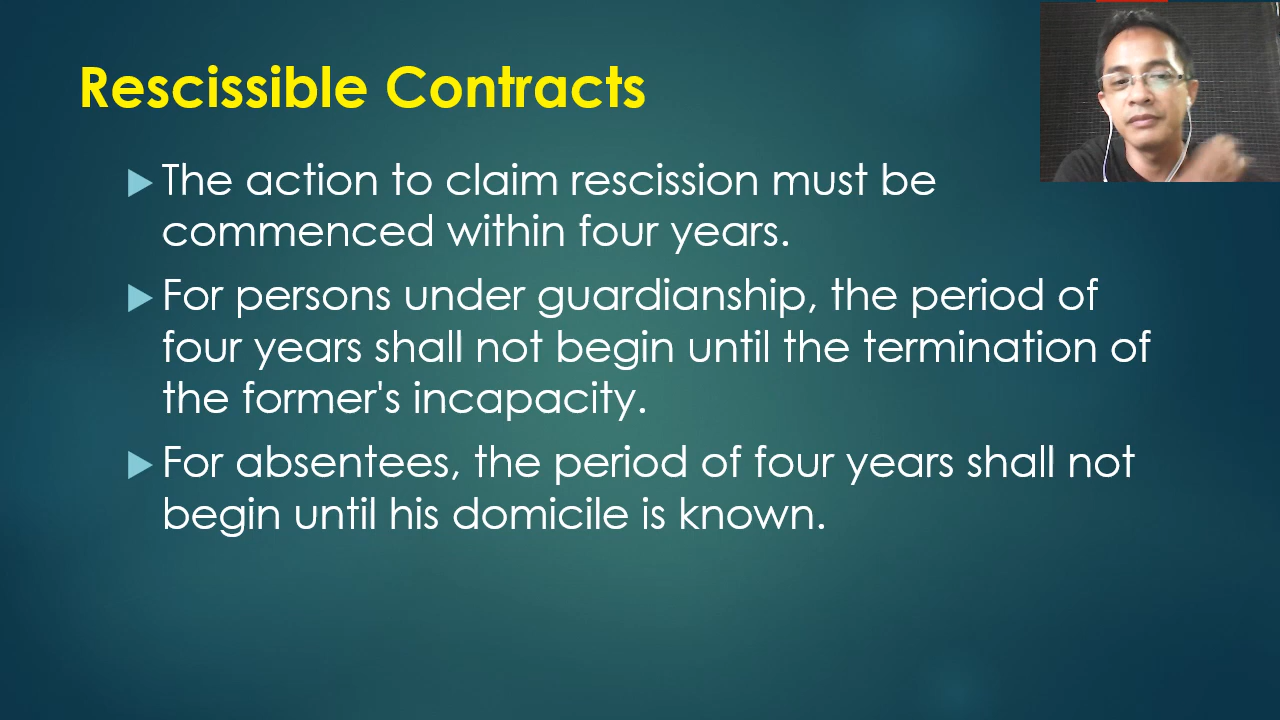 Rescissible Contracts
The action to claim rescission must be
commenced within four years.
For persons under guardianship, the period of
four years shall not begin until the termination of
the former's incapacity.
For absentees, the period of four years shall not
begin until his domicile is known.